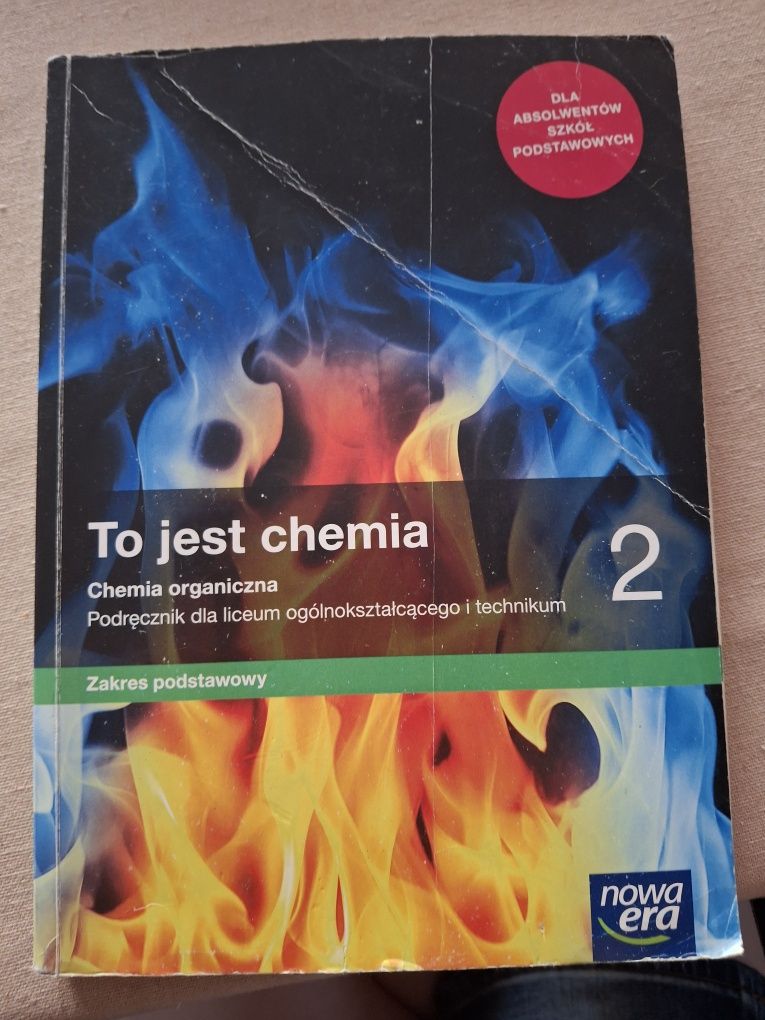 DLA
ABSOLWENTÓW
SZKÓŁ
PODSTAWOWYCH
To jest chemia
2
Chemia organiczna
Podręcznik dla liceum ogólnokształcącego i technikum
Zakres podstawowy
nowa
era